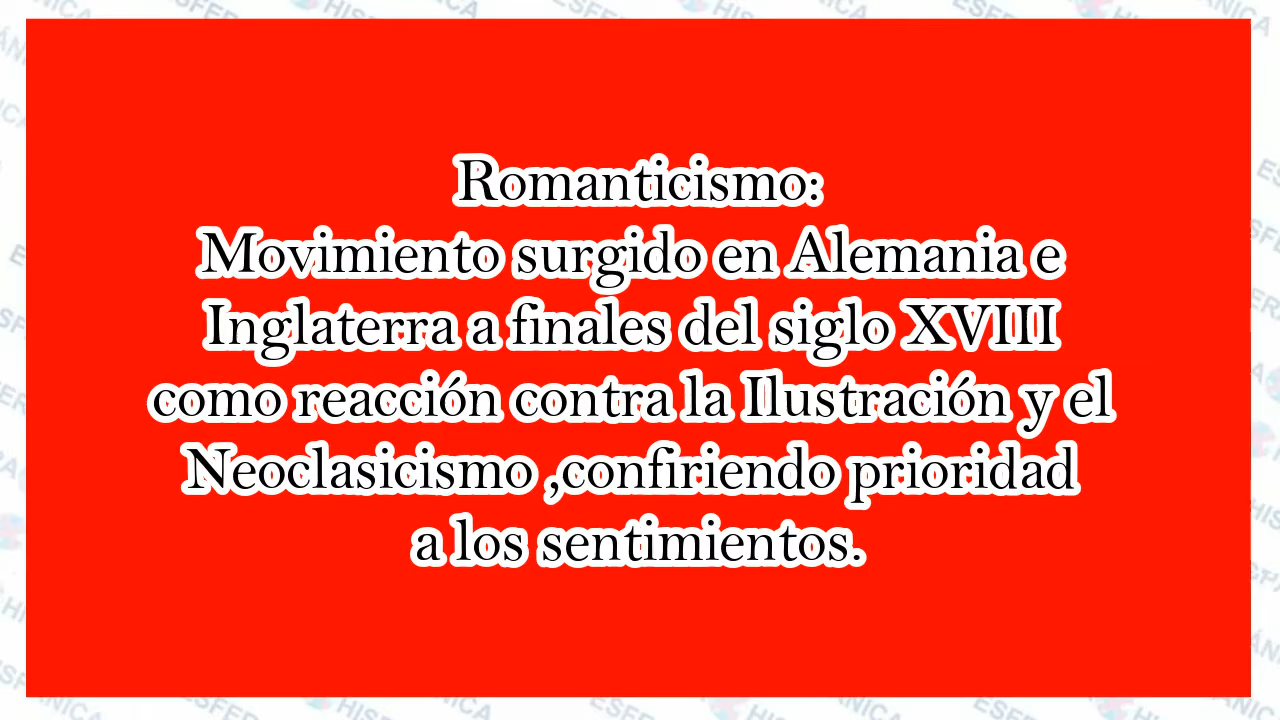 Romanticismo:
Movimiento surgido en Alemania e
Inglaterra a finales del siglo XVIII
como reacción contra la Ilustración y el
Neoclasicismo ,confiriendo prioridad
a los sentimientos.